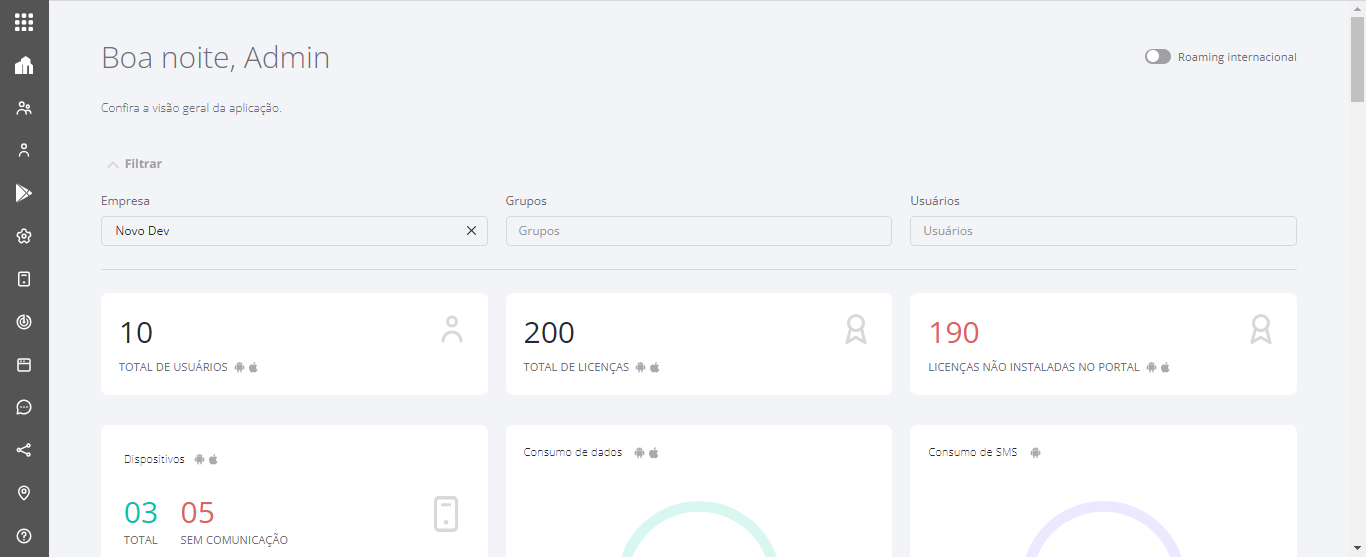 Boa noite, Admin
Roaming internacional
Confira a visão geral da aplicação.
Filtrar
Empresa
Grupos
Usuários
Novo Dev
Grupos
Usuários
10
TOTAL DE USUÁRIOS
200
TOTAL DE LICENÇAS
190
LICENÇAS NÃO INSTALADAS NO PORTAL
Dispositivos
03
05
TOTAL
SEM COMUNICAÇÃO
Consumo de dados
Consumo de SMS